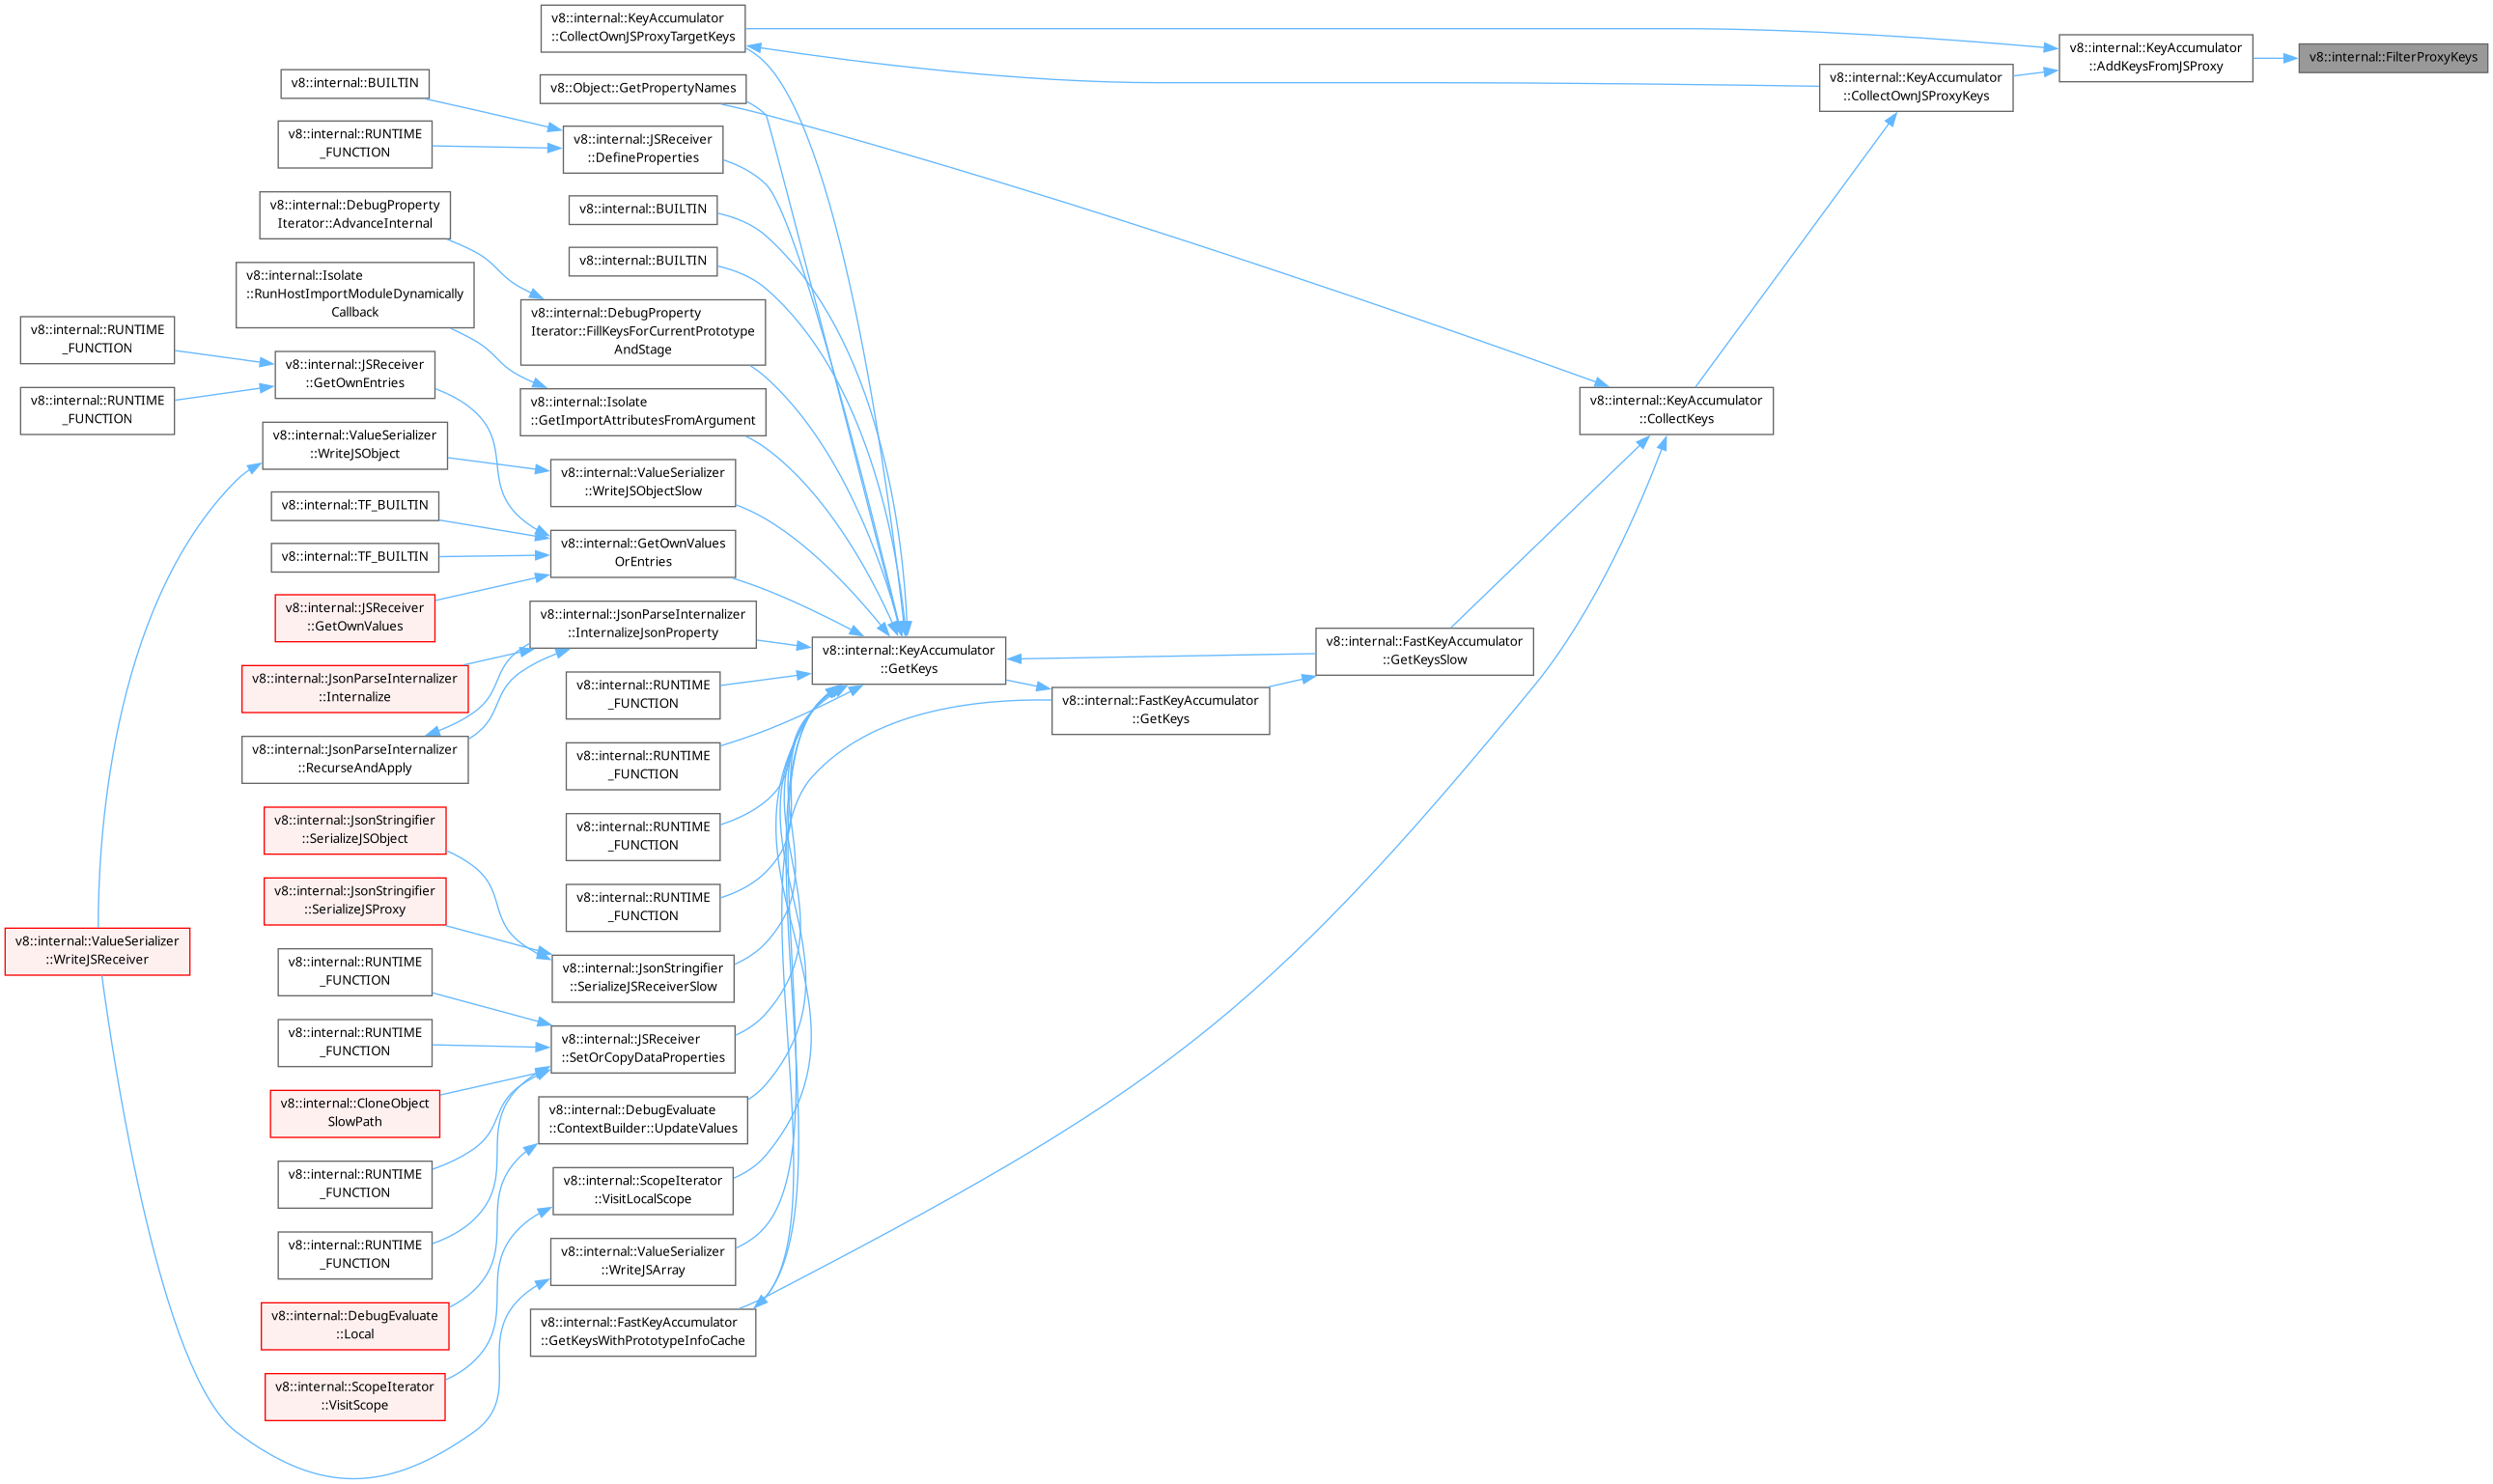 v8::internal::KeyAccumulator
::CollectOwnJSProxyTargetKeys
v8::internal::KeyAccumulator
::AddKeysFromJSProxy
v8::internal::FilterProxyKeys
v8::internal::KeyAccumulator
::CollectOwnJSProxyKeys
v8::internal::BUILTIN
v8::Object::GetPropertyNames
v8::internal::RUNTIME
_FUNCTION
v8::internal::JSReceiver
::DefineProperties
v8::internal::DebugProperty
Iterator::AdvanceInternal
v8::internal::BUILTIN
v8::internal::BUILTIN
v8::internal::Isolate
::RunHostImportModuleDynamically
Callback
v8::internal::DebugProperty
Iterator::FillKeysForCurrentPrototype
AndStage
v8::internal::RUNTIME
_FUNCTION
v8::internal::JSReceiver
::GetOwnEntries
v8::internal::RUNTIME
_FUNCTION
v8::internal::Isolate
::GetImportAttributesFromArgument
v8::internal::KeyAccumulator
::CollectKeys
v8::internal::ValueSerializer
::WriteJSObject
v8::internal::ValueSerializer
::WriteJSObjectSlow
v8::internal::TF_BUILTIN
v8::internal::GetOwnValues
OrEntries
v8::internal::TF_BUILTIN
v8::internal::JSReceiver
::GetOwnValues
v8::internal::JsonParseInternalizer
::InternalizeJsonProperty
v8::internal::KeyAccumulator
::GetKeys
v8::internal::FastKeyAccumulator
::GetKeysSlow
v8::internal::JsonParseInternalizer
::Internalize
v8::internal::RUNTIME
_FUNCTION
v8::internal::FastKeyAccumulator
::GetKeys
v8::internal::JsonParseInternalizer
::RecurseAndApply
v8::internal::RUNTIME
_FUNCTION
v8::internal::JsonStringifier
::SerializeJSObject
v8::internal::RUNTIME
_FUNCTION
v8::internal::JsonStringifier
::SerializeJSProxy
v8::internal::RUNTIME
_FUNCTION
v8::internal::ValueSerializer
::WriteJSReceiver
v8::internal::RUNTIME
_FUNCTION
v8::internal::JsonStringifier
::SerializeJSReceiverSlow
v8::internal::RUNTIME
_FUNCTION
v8::internal::JSReceiver
::SetOrCopyDataProperties
v8::internal::CloneObject
SlowPath
v8::internal::DebugEvaluate
::ContextBuilder::UpdateValues
v8::internal::RUNTIME
_FUNCTION
v8::internal::ScopeIterator
::VisitLocalScope
v8::internal::RUNTIME
_FUNCTION
v8::internal::ValueSerializer
::WriteJSArray
v8::internal::DebugEvaluate
::Local
v8::internal::FastKeyAccumulator
::GetKeysWithPrototypeInfoCache
v8::internal::ScopeIterator
::VisitScope